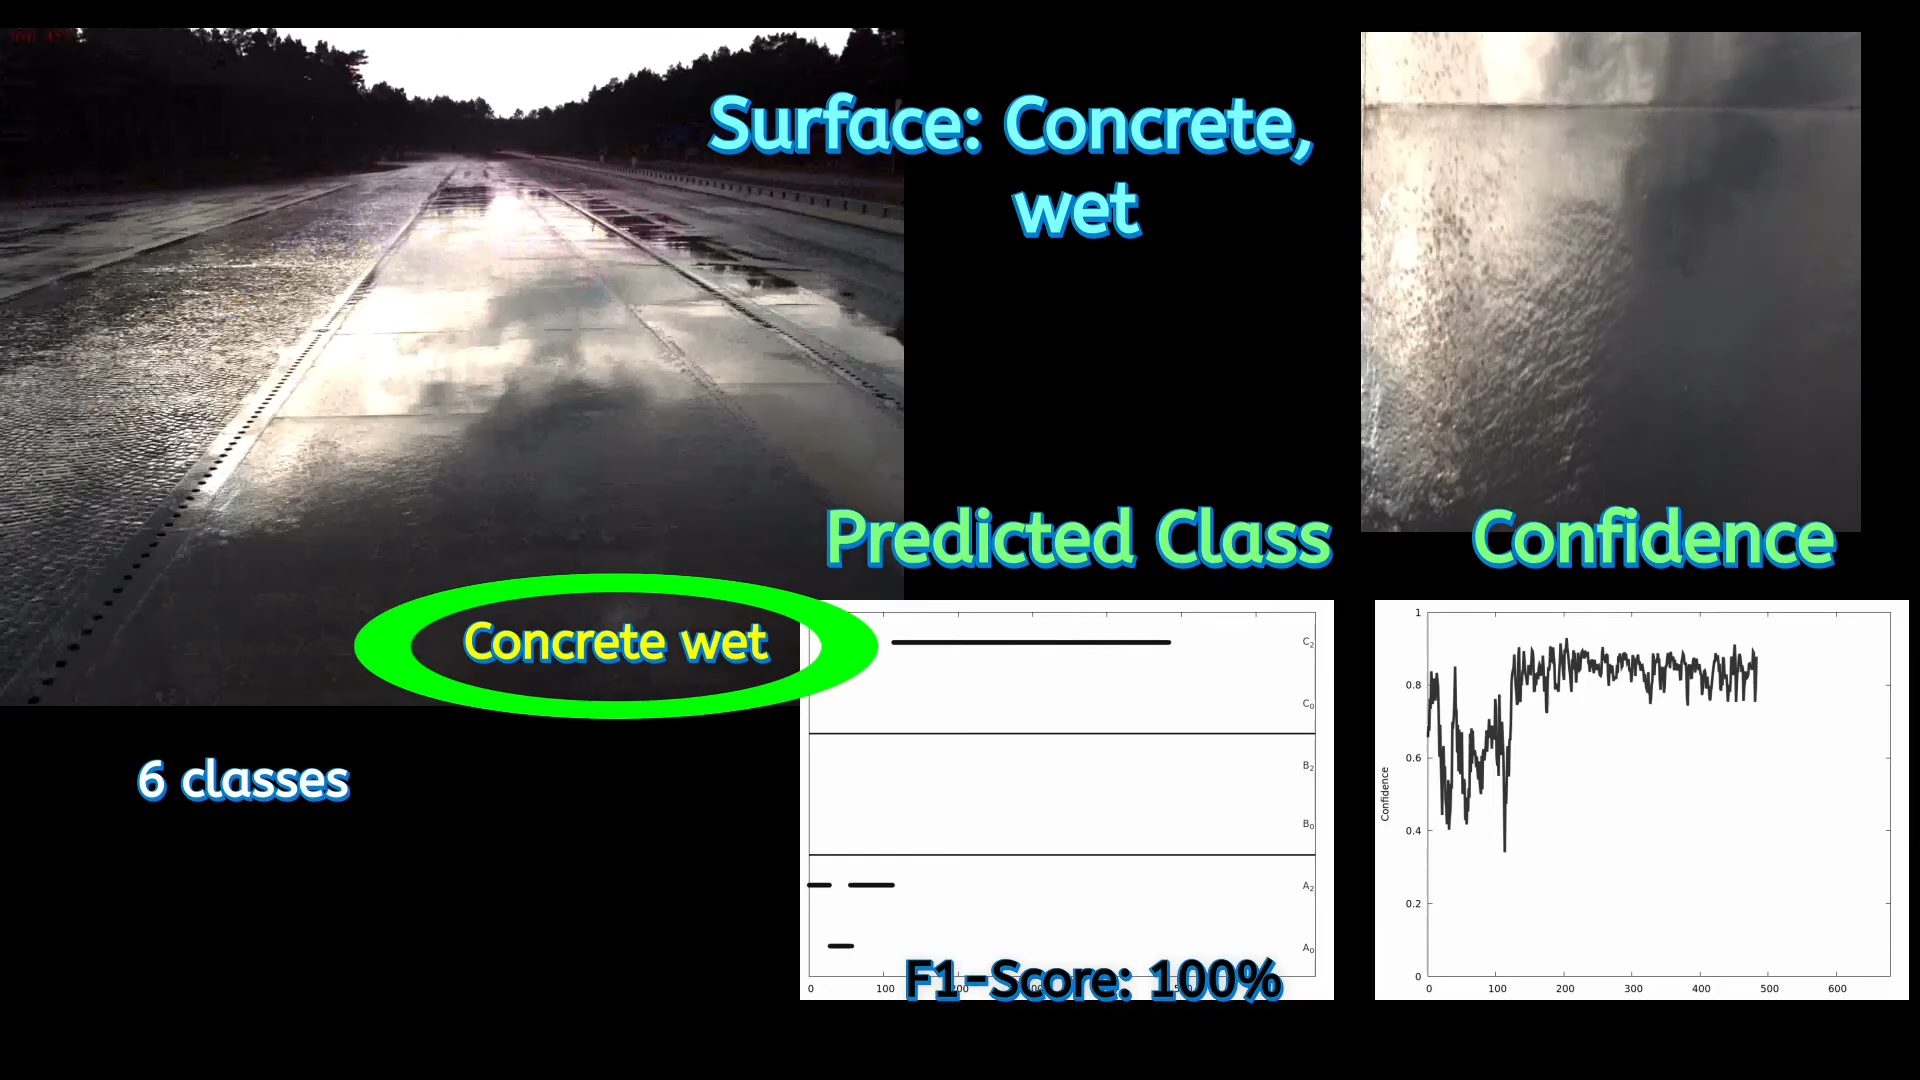 Surface: Concrete,
wet
Predicted Class
Confidence
Concrete wet
6 classes
C2
C0
B2
B0
A2
A0
0 100
F1-Score: 100%
Confidence
1
0.8
0.6
0.4
0.2
0
0 100 200 300 400 500 600